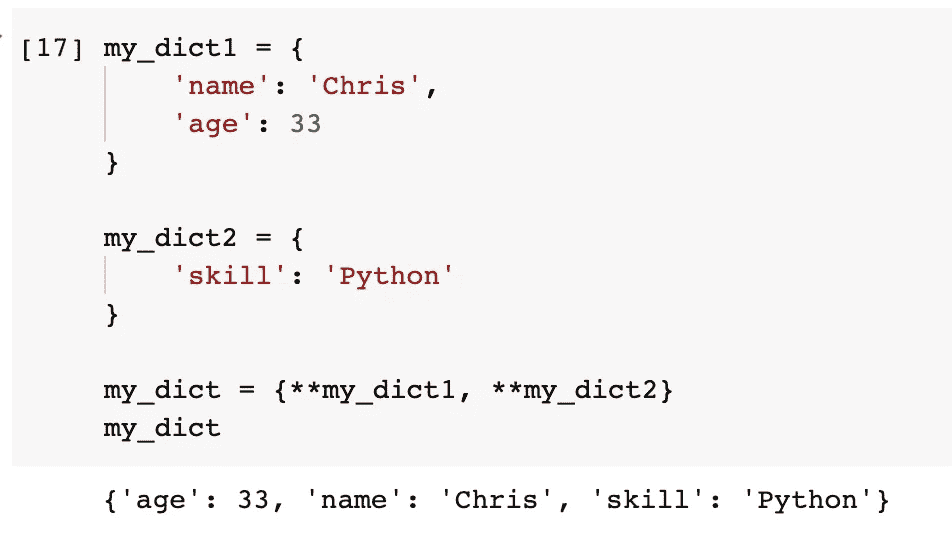 [17] my_dict1 = {
    'name': 'Chris',
    'age': 33
}
my_dict2 = {
    'skill': 'Python'
}
my_dict = {**my_dict1, **my_dict2}
my_dict
{'age': 33, 'name': 'Chris', 'skill': 'Python'}